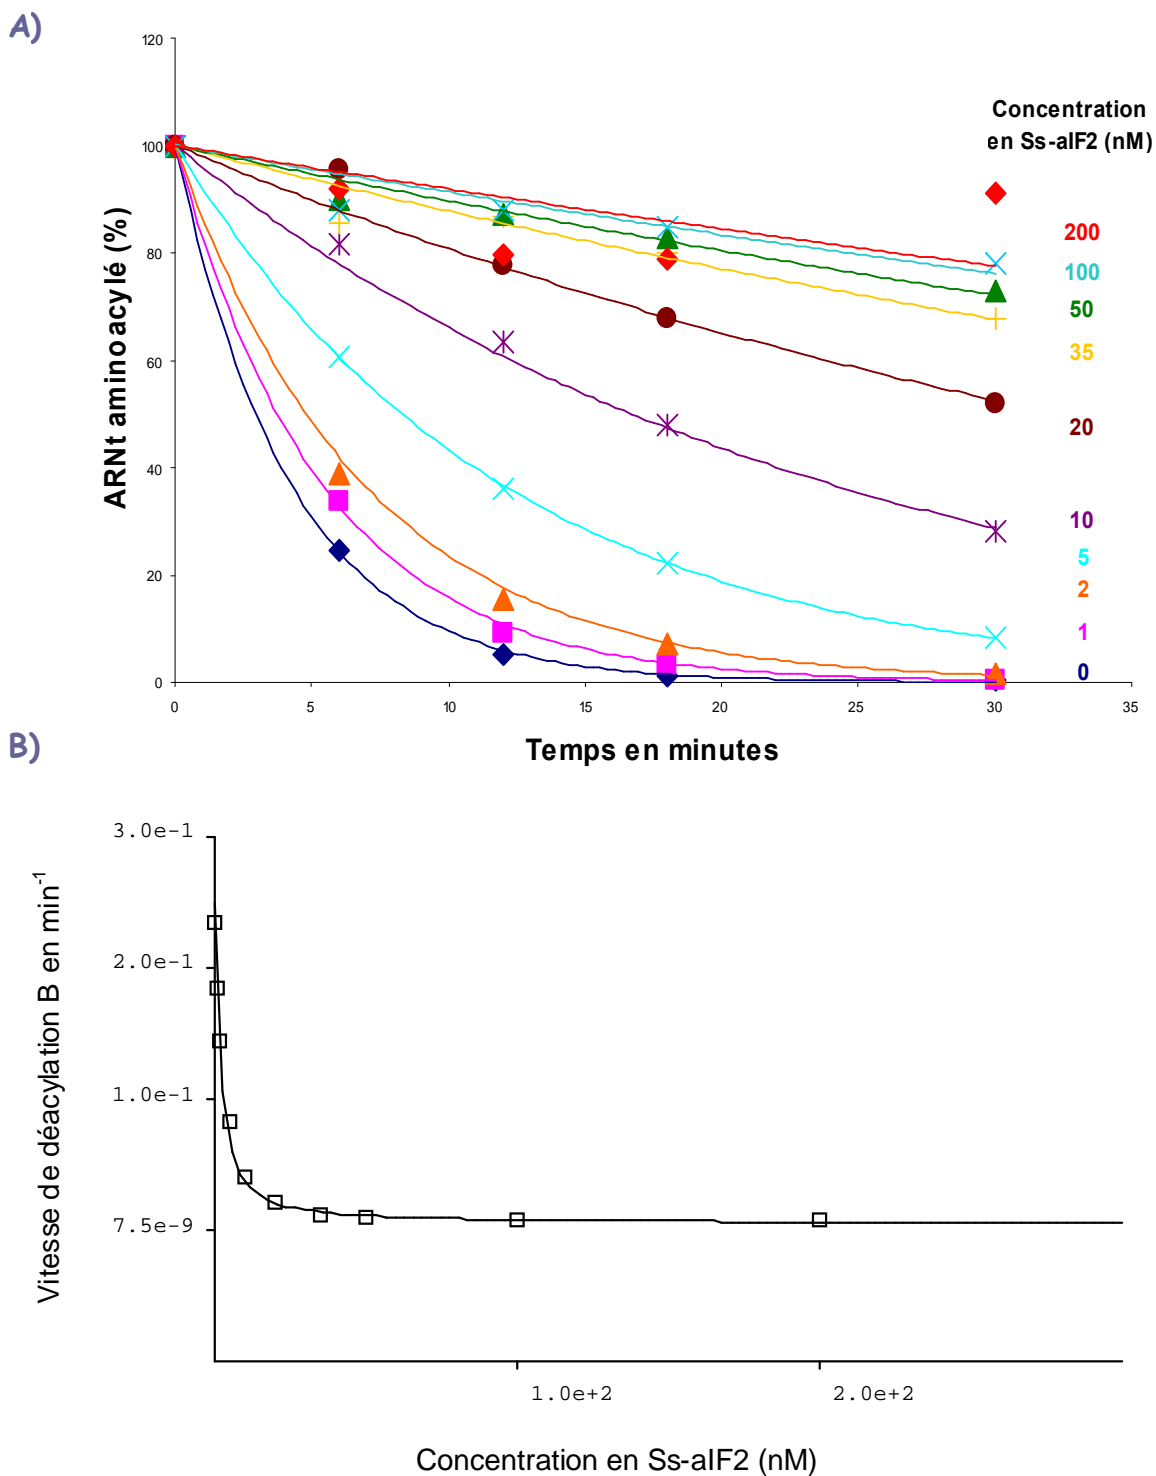 A)
120
100
80
60
40
20
0
ARNt aminoacylé (%)
0 5 10 15 20 25 30 35
Temps en minutes
Concentration
en Ss-aIF2 (nM)
200
100
50
35
20
10
5
2
1
0
B)
3.0e-1
2.0e-1
1.0e-1
7.5e-9
Vitesse de déacylation B en min-1
1.0e+2 2.0e+2
Concentration en Ss-aIF2 (nM)